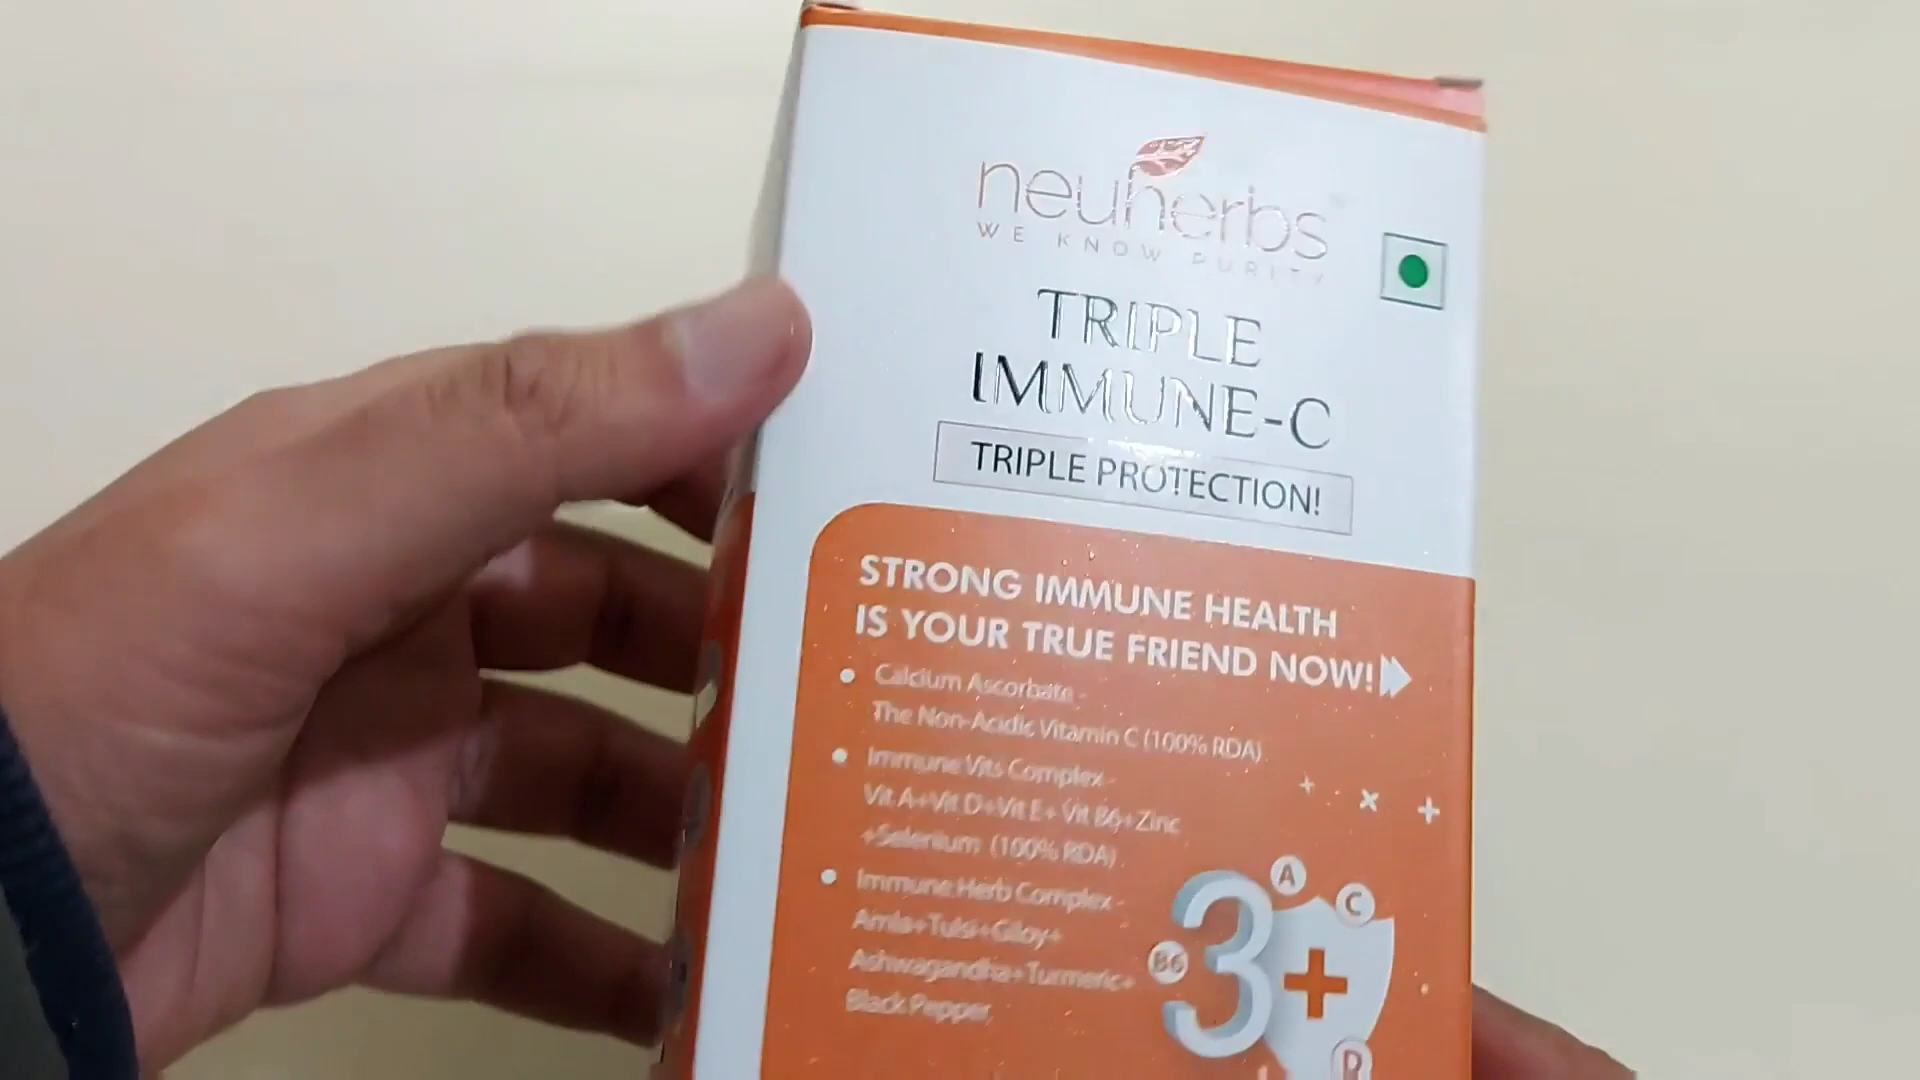 neuherbs
WE KNOW PURITY
TRIPLE
IMMUNE-C
TRIPLE PROTECTION!
STRONG IMMUNE HEALTH
IS YOUR TRUE FRIEND NOW!
Calcium Ascorbate -
The Non-Acidic Vitamin C (100% RDA)
Immune Vits Complex -
Vit A+Vit D+Vit E+ Vit B6+Zinc
+Selenium (100% RDA)
Immune Herb Complex -
Amla+Tulsi+Giloy+
Ashwagandha+Turmeric+
Black Pepper
A
C
B6
3+
D